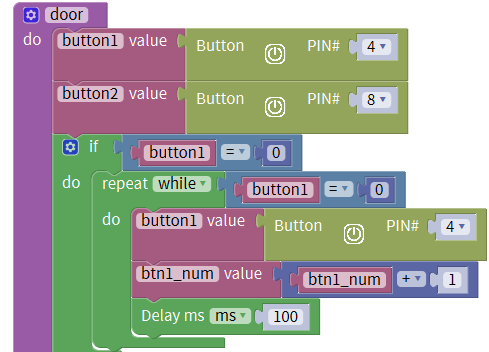 door
do button1 value Button PIN# 4
button2 value Button PIN# 8
if button1 = 0
do repeat while button1 = 0
do button1 value Button PIN# 4
btn1_num value btn1_num + 1
Delay ms ms 100